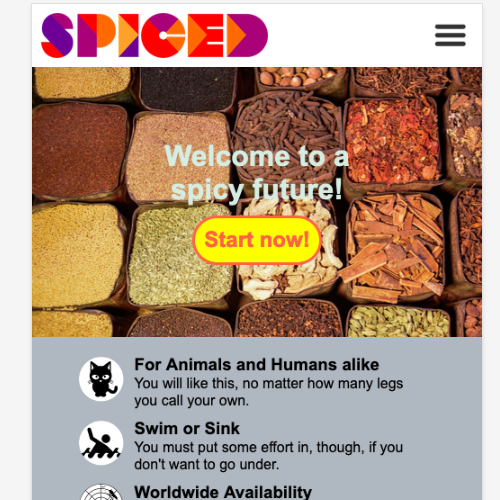 SPICED
Welcome to a
spicy future!
Start now!
For Animals and Humans alike
You will like this, no matter how many legs
you call your own.
Swim or Sink
You must put some effort in, though, if you
don't want to go under.
Worldwide Availability